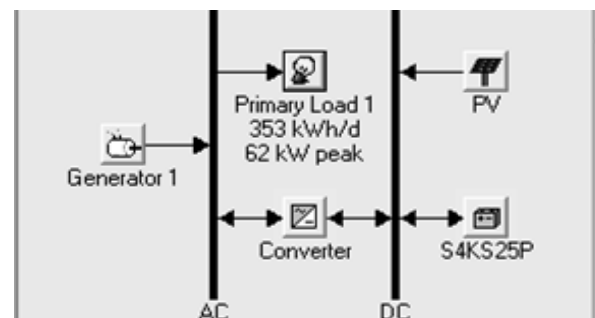 Primary Load 1
353 kWh/d
62 kW peak
PV
Generator 1
Converter
S4KS25P
AC
DC